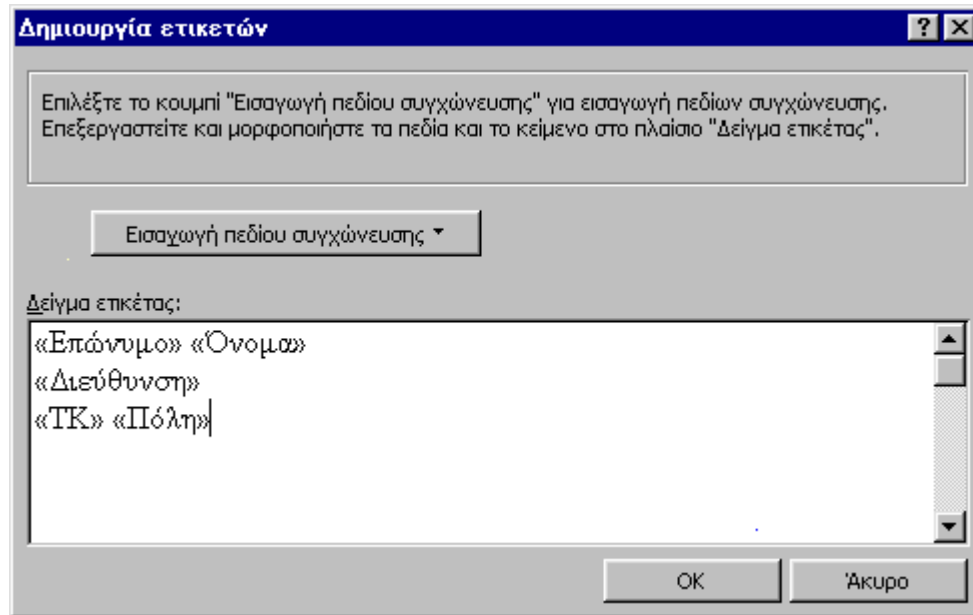 Δημιουργία ετικετών
Επιλέξτε το κουμπί "Εισαγωγή πεδίου συγχώνευσης" για εισαγωγή πεδίων συγχώνευσης.
Επεξεργαστείτε και μορφοποιήστε τα πεδία και το κείμενο στο πλαίσιο "Δείγμα ετικέτας".
Εισαγωγή πεδίου συγχώνευσης
Δείγμα ετικέτας:
«Επώνυμο» «Όνομα»
«Διεύθυνση»
«ΤΚ» «Πόλη»
OK Άκυρο